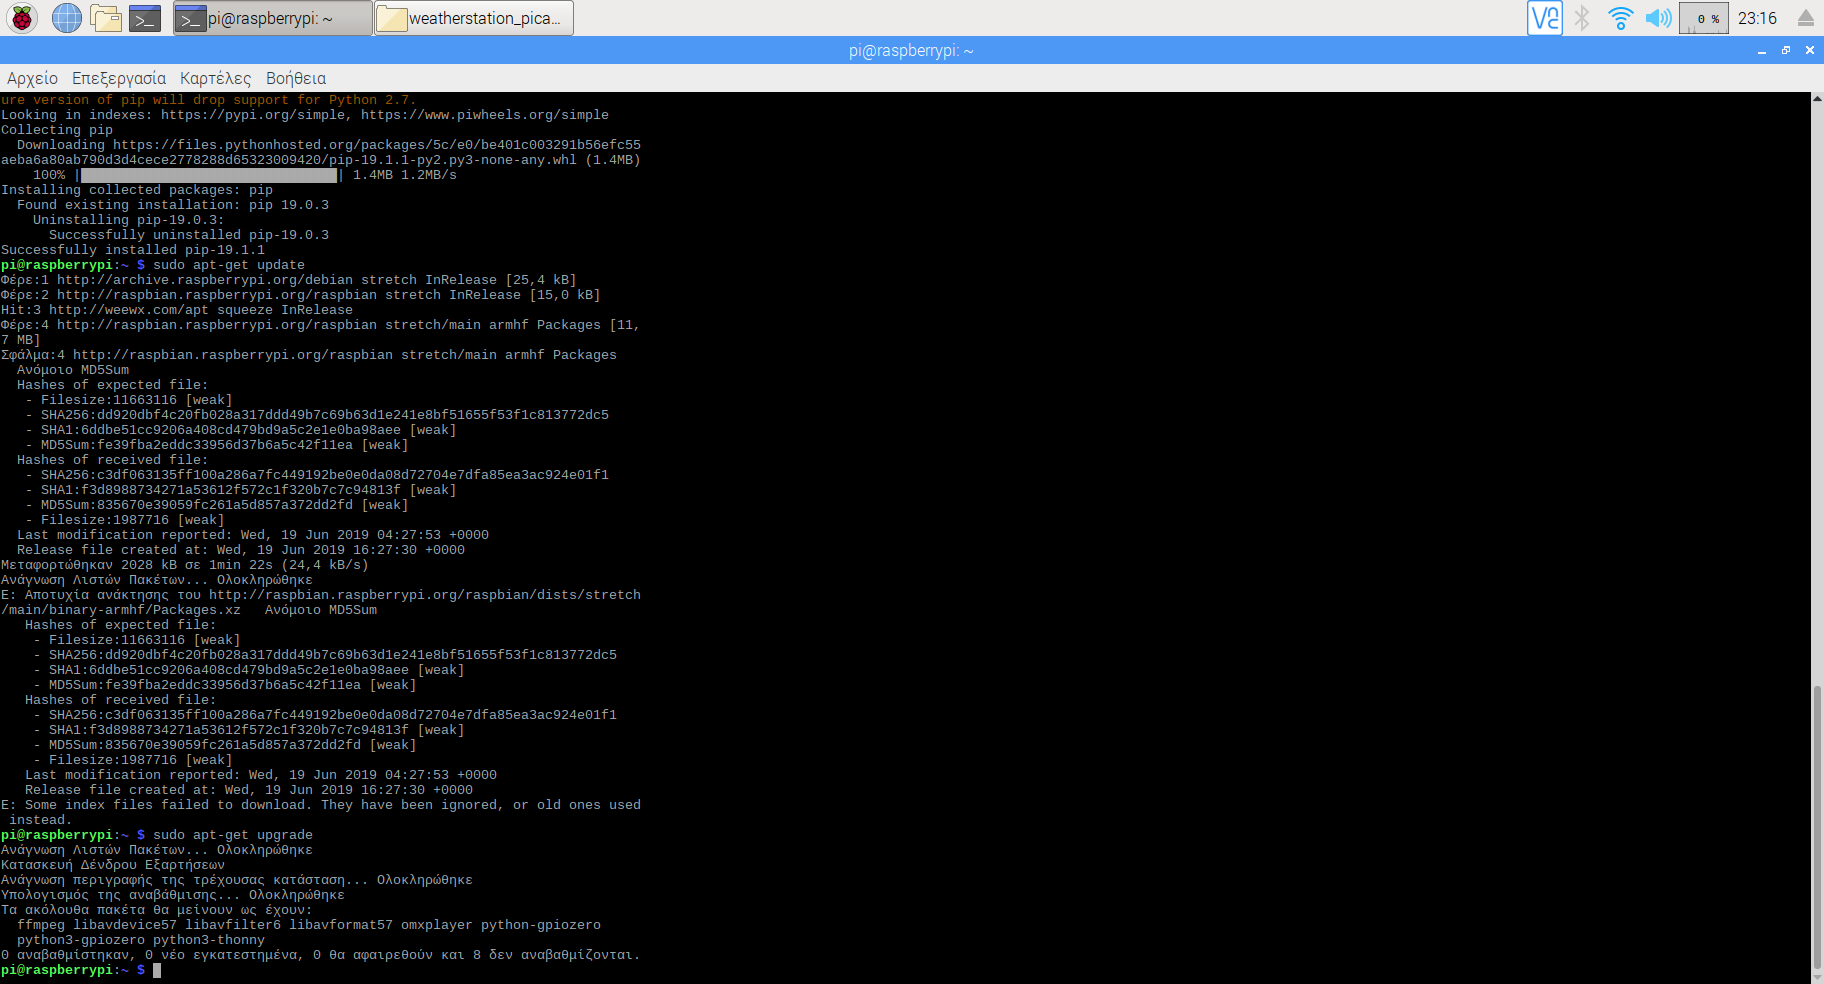 pi@raspberrypi: ~
weatherstation_pica...
0 %
23:16
pi@raspberrypi: ~
Αρχείο Επεξεργασία Καρτέλες Βοήθεια
ure version of pip will drop support for Python 2.7.
Looking in indexes: https://pypi.org/simple, https://www.piwheels.org/simple
Collecting pip
  Downloading https://files.pythonhosted.org/packages/5c/e0/be401c003291b56efc55
aeba6a80ab790d3d4cece2778288d65323009420/pip-19.1.1-py2.py3-none-any.whl (1.4MB)
    100% |████████████████████████████████| 1.4MB 1.2MB/s
Installing collected packages: pip
  Found existing installation: pip 19.0.3
    Uninstalling pip-19.0.3:
      Successfully uninstalled pip-19.0.3
Successfully installed pip-19.1.1
pi@raspberrypi:~ $ sudo apt-get update
Φέρε:1 http://archive.raspberrypi.org/debian stretch InRelease [25,4 kB]
Φέρε:2 http://raspbian.raspberrypi.org/raspbian stretch InRelease [15,0 kB]
Hit:3 http://weewx.com/apt squeeze InRelease
Φέρε:4 http://raspbian.raspberrypi.org/raspbian stretch/main armhf Packages [11,
7 MB]
Σφάλμα:4 http://raspbian.raspberrypi.org/raspbian stretch/main armhf Packages
  Ανόμοιο MD5Sum
  Hashes of expected file:
   - Filesize:11663116 [weak]
   - SHA256:dd920dbf4c20fb028a317ddd49b7c69b63d1e241e8bf51655f53f1c813772dc5
   - SHA1:6ddbe51cc9206a408cd479bd9a5c2e1e0ba98aee [weak]
   - MD5Sum:fe39fba2eddc33956d37b6a5c42f11ea [weak]
  Hashes of received file:
   - SHA256:c3df063135ff100a286a7fc449192be0e0da08d72704e7dfa85ea3ac924e01f1
   - SHA1:f3d8988734271a53612f572c1f320b7c7c94813f [weak]
   - MD5Sum:835670e39059fc261a5d857a372dd2fd [weak]
   - Filesize:1987716 [weak]
  Last modification reported: Wed, 19 Jun 2019 04:27:53 +0000
  Release file created at: Wed, 19 Jun 2019 16:27:30 +0000
Μεταφορτώθηκαν 2028 kB σε 1min 22s (24,4 kB/s)
Ανάγνωση Λιστών Πακέτων... Ολοκληρώθηκε
E: Αποτυχία ανάκτησης του http://raspbian.raspberrypi.org/raspbian/dists/stretch
/main/binary-armhf/Packages.xz   Ανόμοιο MD5Sum
   Hashes of expected file:
    - Filesize:11663116 [weak]
    - SHA256:dd920dbf4c20fb028a317ddd49b7c69b63d1e241e8bf51655f53f1c813772dc5
    - SHA1:6ddbe51cc9206a408cd479bd9a5c2e1e0ba98aee [weak]
    - MD5Sum:fe39fba2eddc33956d37b6a5c42f11ea [weak]
   Hashes of received file:
    - SHA256:c3df063135ff100a286a7fc449192be0e0da08d72704e7dfa85ea3ac924e01f1
    - SHA1:f3d8988734271a53612f572c1f320b7c7c94813f [weak]
    - MD5Sum:835670e39059fc261a5d857a372dd2fd [weak]
    - Filesize:1987716 [weak]
   Last modification reported: Wed, 19 Jun 2019 04:27:53 +0000
   Release file created at: Wed, 19 Jun 2019 16:27:30 +0000
E: Some index files failed to download. They have been ignored, or old ones used
 instead.
pi@raspberrypi:~ $ sudo apt-get upgrade
Ανάγνωση Λιστών Πακέτων... Ολοκληρώθηκε
Κατασκευή Δένδρου Εξαρτήσεων
Ανάγνωση περιγραφής της τρέχουσας κατάσταση... Ολοκληρώθηκε
Υπολογισμός της αναβάθμισης... Ολοκληρώθηκε
Τα ακόλουθα πακέτα θα μείνουν ως έχουν:
  ffmpeg libavdevice57 libavfilter6 libavformat57 omxplayer python-gpiozero
  python3-gpiozero python3-thonny
0 αναβαθμίστηκαν, 0 νέο εγκατεστημένα, 0 θα αφαιρεθούν και 8 δεν αναβαθμίζονται.
pi@raspberrypi:~ $